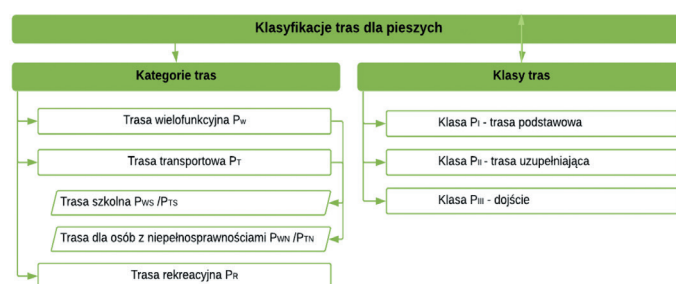 Klasyfikacje tras dla pieszych
Kategorie tras
Trasa wielofunkcyjna Pw
Trasa transportowa PT
Trasa szkolna Pws /PTS
Trasa dla osób z niepełnosprawnościami PWN /PTN
Trasa rekreacyjna PR
Klasy tras
Klasa PI - trasa podstawowa
Klasa PII - trasa uzupełniająca
Klasa PIII - dojście